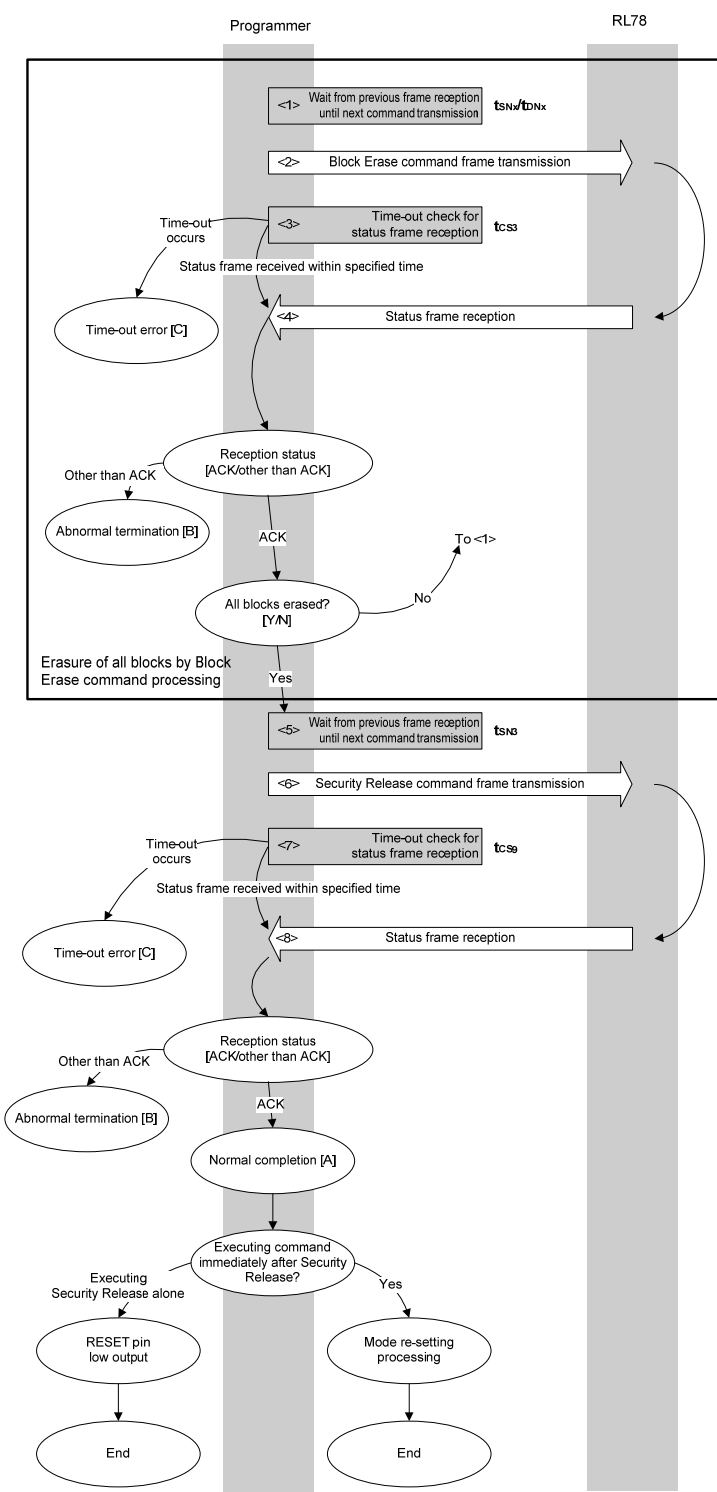 Programmer
RL78
<1> Wait from previous frame reception
until next command transmission
tSNx/tDNx
<2> Block Erase command frame transmission
<3> Time-out check for
status frame reception
tCS3
Time-out
occurs
Status frame received within specified time
Time-out error [C]
<4> Status frame reception
Reception status
[ACK/other than ACK]
Other than ACK
Abnormal termination [B]
ACK
To <1>
All blocks erased?
[Y/N]
No
Erasure of all blocks by Block
Erase command processing
Yes
<5> Wait from previous frame reception
until next command transmission
tSN3
<6> Security Release command frame transmission
<7> Time-out check for
status frame reception
tCS9
Time-out
occurs
Status frame received within specified time
<8> Status frame reception
Time-out error [C]
Reception status
[ACK/other than ACK]
Other than ACK
Abnormal termination [B]
ACK
Normal completion [A]
Executing command
immediately after Security
Release?
Executing
Security Release alone
Yes
RESET pin
low output
Mode re-setting
processing
End
End